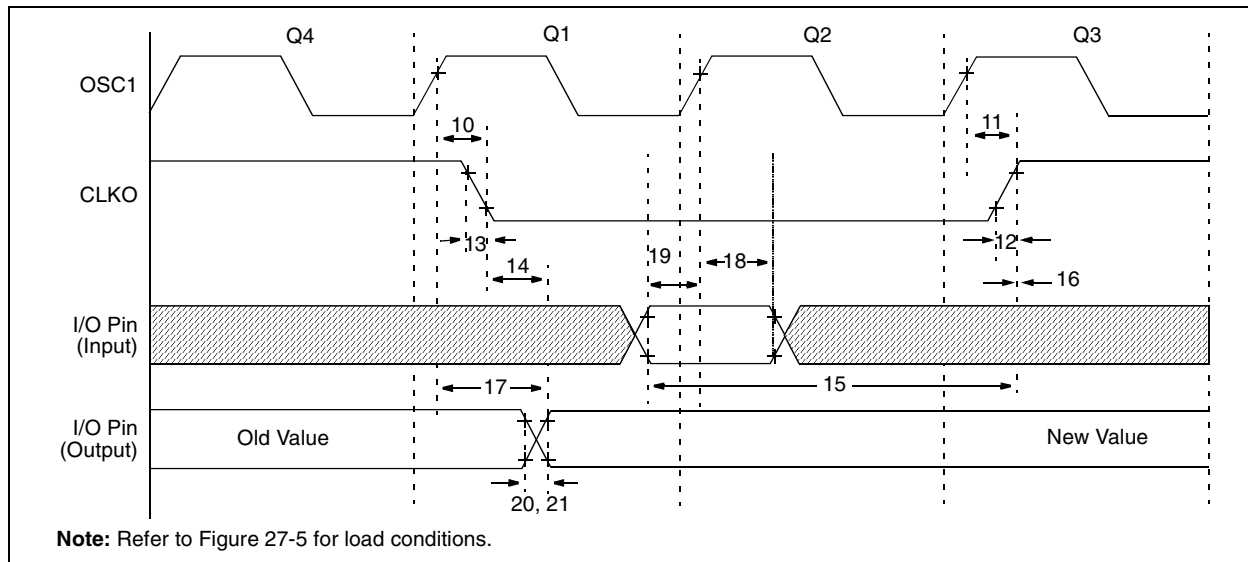 Q4 Q1 Q2 Q3
OSC1
10 11
CLKO
13 12
14 19 18 16
I/O Pin
(Input)
17 15
I/O Pin
(Output)
Old Value New Value
20, 21
Note: Refer to Figure 27-5 for load conditions.